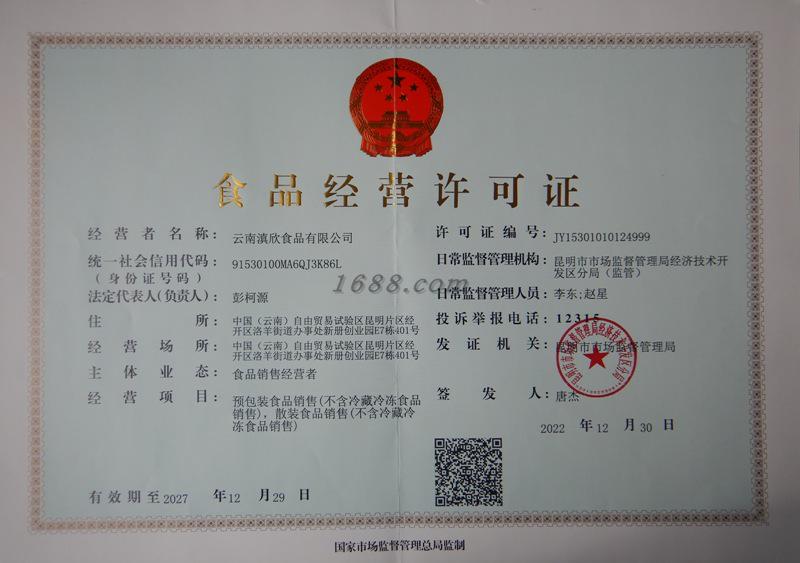 食品经营许可证
经营者名称：云南滇欣食品有限公司
统一社会信用代码：91530100MA6QJ3K86L
（身份证号码）
法定代表人(负责人)：彭柯源
住所：中国（云南）自由贸易试验区昆明片区经
开区洛羊街道办事处新册创业园E7栋401号
经营场所：中国（云南）自由贸易试验区昆明片区经
开区洛羊街道办事处新册创业园E7栋401号
主体业态：食品销售经营者
经营项目：预包装食品销售(不含冷藏冷冻食品
销售)，散装食品销售(不含冷藏冷
冻食品销售)
有效期至2027年12月29日
许可证编号：JY15301010124999
日常监督管理机构：昆明市市场监督管理局经济技术开
发区分局（监管）
日常监督管理人员：李东;赵星
投诉举报电话：12315
发证机关：昆明市市场监督管理局
签发人：唐杰
2022年12月30日
国家市场监督管理总局监制
1688.com